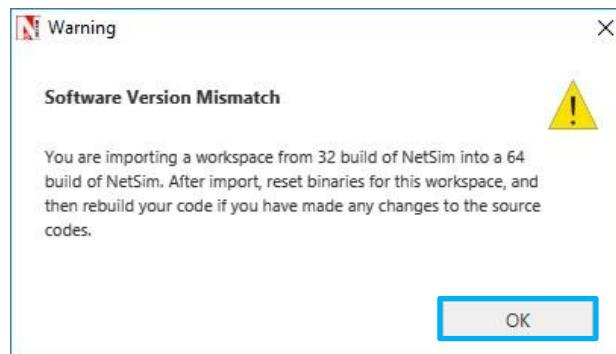 Warning
Software Version Mismatch
You are importing a workspace from 32 build of NetSim into a 64
build of NetSim. After import, reset binaries for this workspace, and
then rebuild your code if you have made any changes to the source
codes.
OK